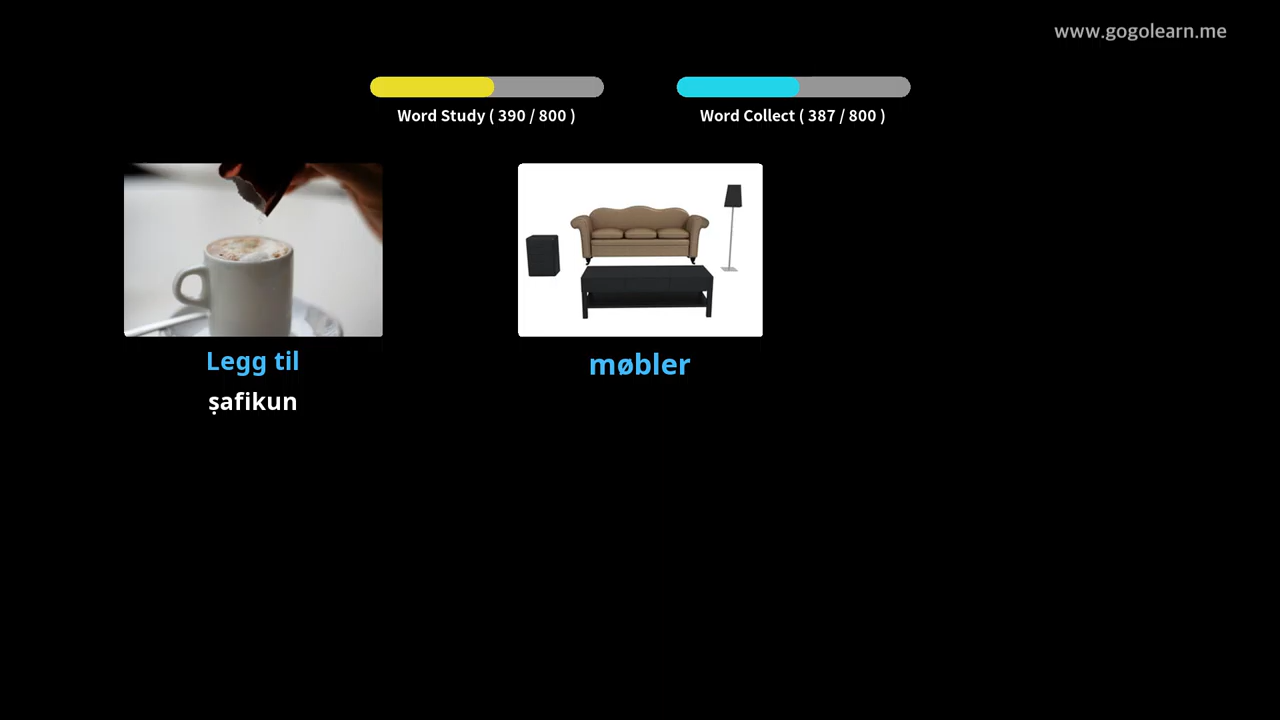 www.gogolearn.me
Word Study ( 390 / 800 )
Word Collect ( 387 / 800 )
Legg til
ṣafikun
møbler